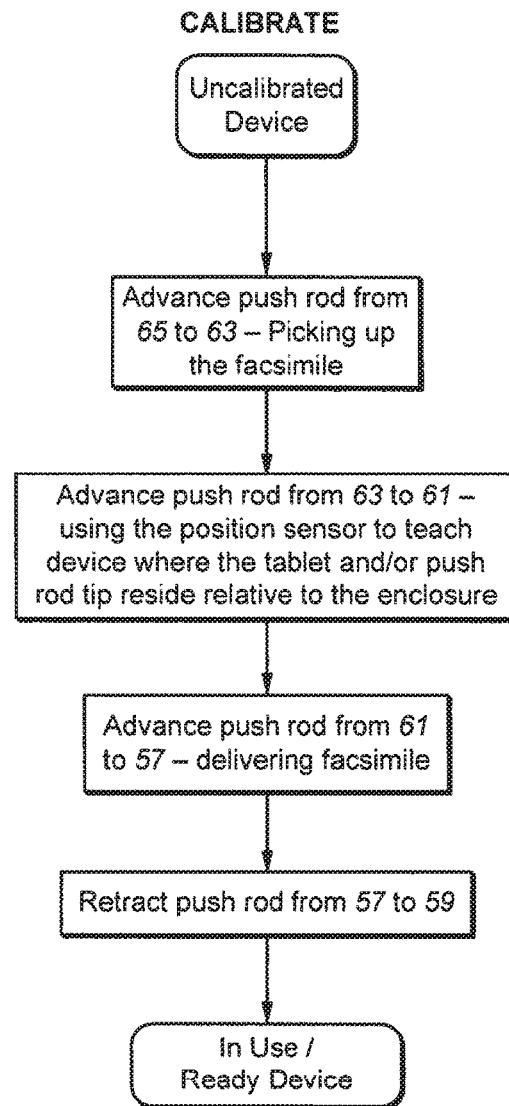 CALIBRATE
Uncalibrated
Device
Advance push rod from
65 to 63 – Picking up
the facsimile
Advance push rod from 63 to 61 –
using the position sensor to teach
device where the tablet and/or push
rod tip reside relative to the enclosure
Advance push rod from 61
to 57 – delivering facsimile
Retract push rod from 57 to 59
In Use /
Ready Device